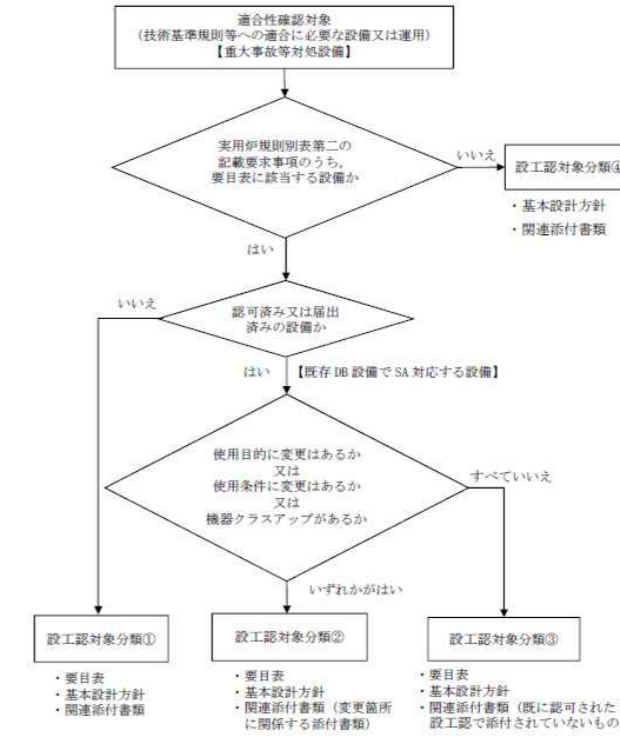 適合性確認対象
(技術基準規則等への適合に必要な設備又は運用)
【重大事故等対処設備】
実用炉規則別表第二の
記載要求事項のうち,
要目表に該当する設備か
いいえ
設工認対象分類④
・基本設計方針
・関連添付書類
はい
いいえ
認可済み又は届出
済みの設備か
はい
【既存 DB 設備で SA 対応する設備】
使用目的に変更はあるか
又は
使用条件に変更はあるか
又は
機器クラスアップがあるか
すべていいえ
いずれかがはい
設工認対象分類①
・要目表
・基本設計方針
・関連添付書類
設工認対象分類②
・要目表
・基本設計方針
・関連添付書類(変更箇所
に関係する添付書類)
設工認対象分類③
・要目表
・基本設計方針
・関連添付書類(既に認可された
設工認で添付されていないもの